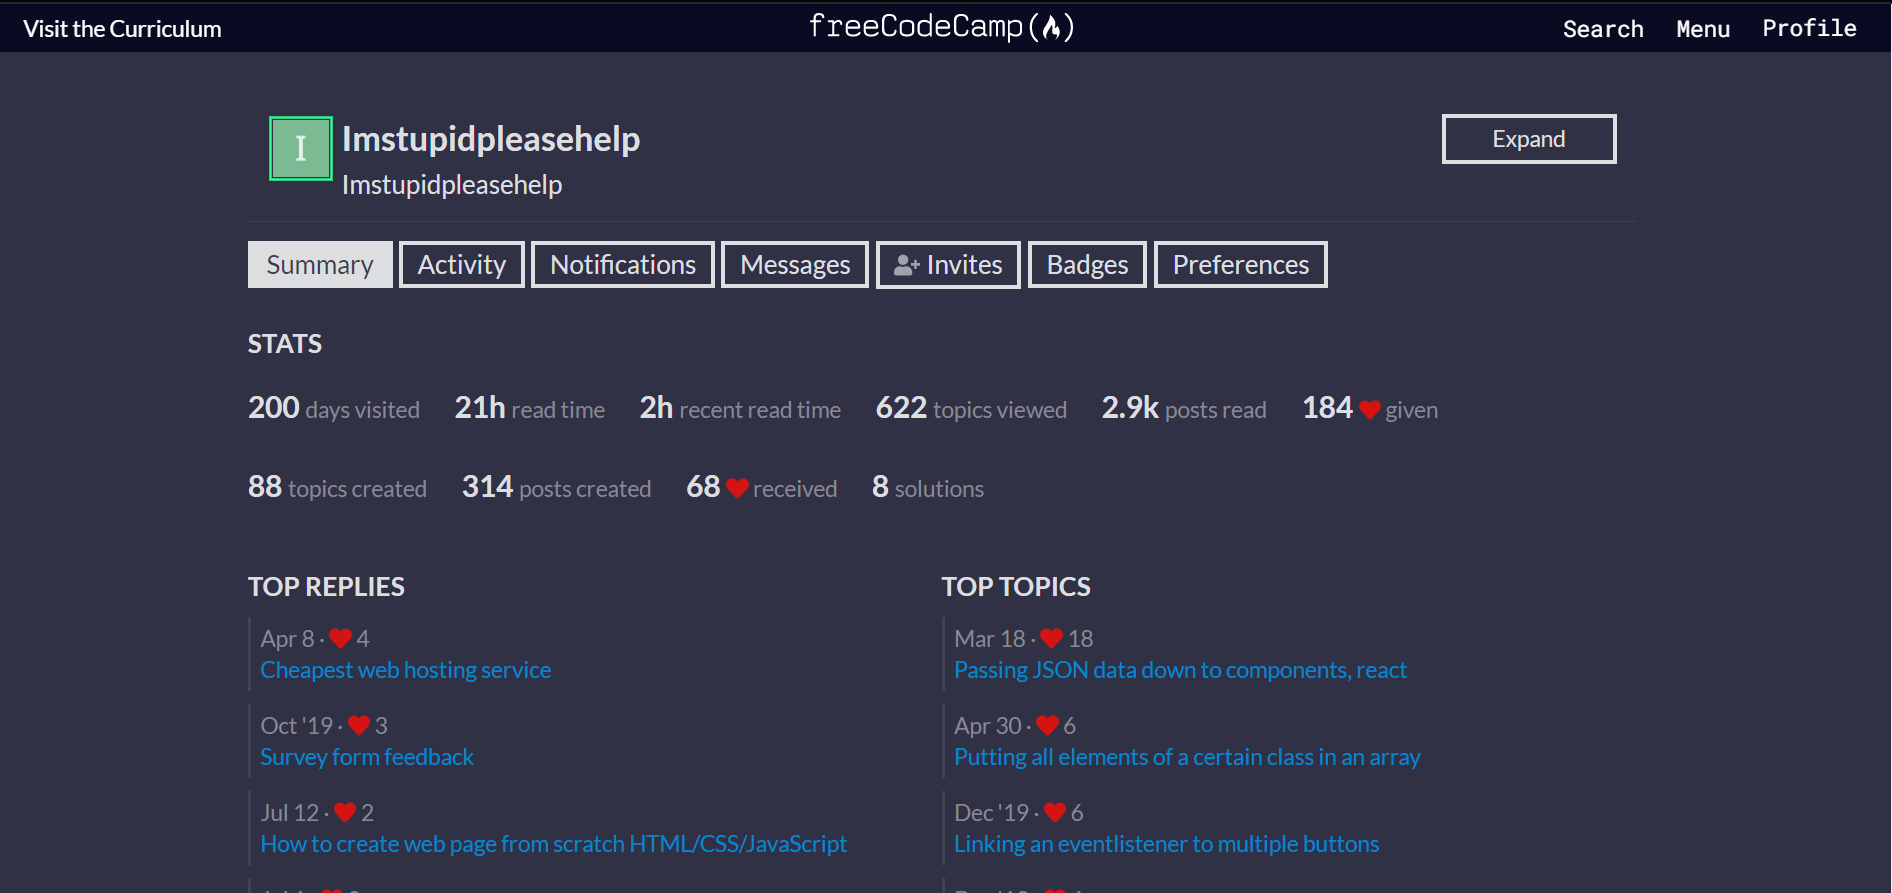 Visit the Curriculum
freeCodeCamp(🔥)
Search Menu Profile
I
Imstupidpleasehelp
Imstupidpleasehelp
Expand
Summary Activity Notifications Messages Invites Badges Preferences
STATS
200 days visited 21h read time 2h recent read time 622 topics viewed 2.9k posts read 184 ❤ given
88 topics created 314 posts created 68 ❤ received 8 solutions
TOP REPLIES
Apr 8 · ❤ 4
Cheapest web hosting service
Oct '19 · ❤ 3
Survey form feedback
Jul 12 · ❤ 2
How to create web page from scratch HTML/CSS/JavaScript
TOP TOPICS
Mar 18 · ❤ 18
Passing JSON data down to components, react
Apr 30 · ❤ 6
Putting all elements of a certain class in an array
Dec '19 · ❤ 6
Linking an eventlistener to multiple buttons